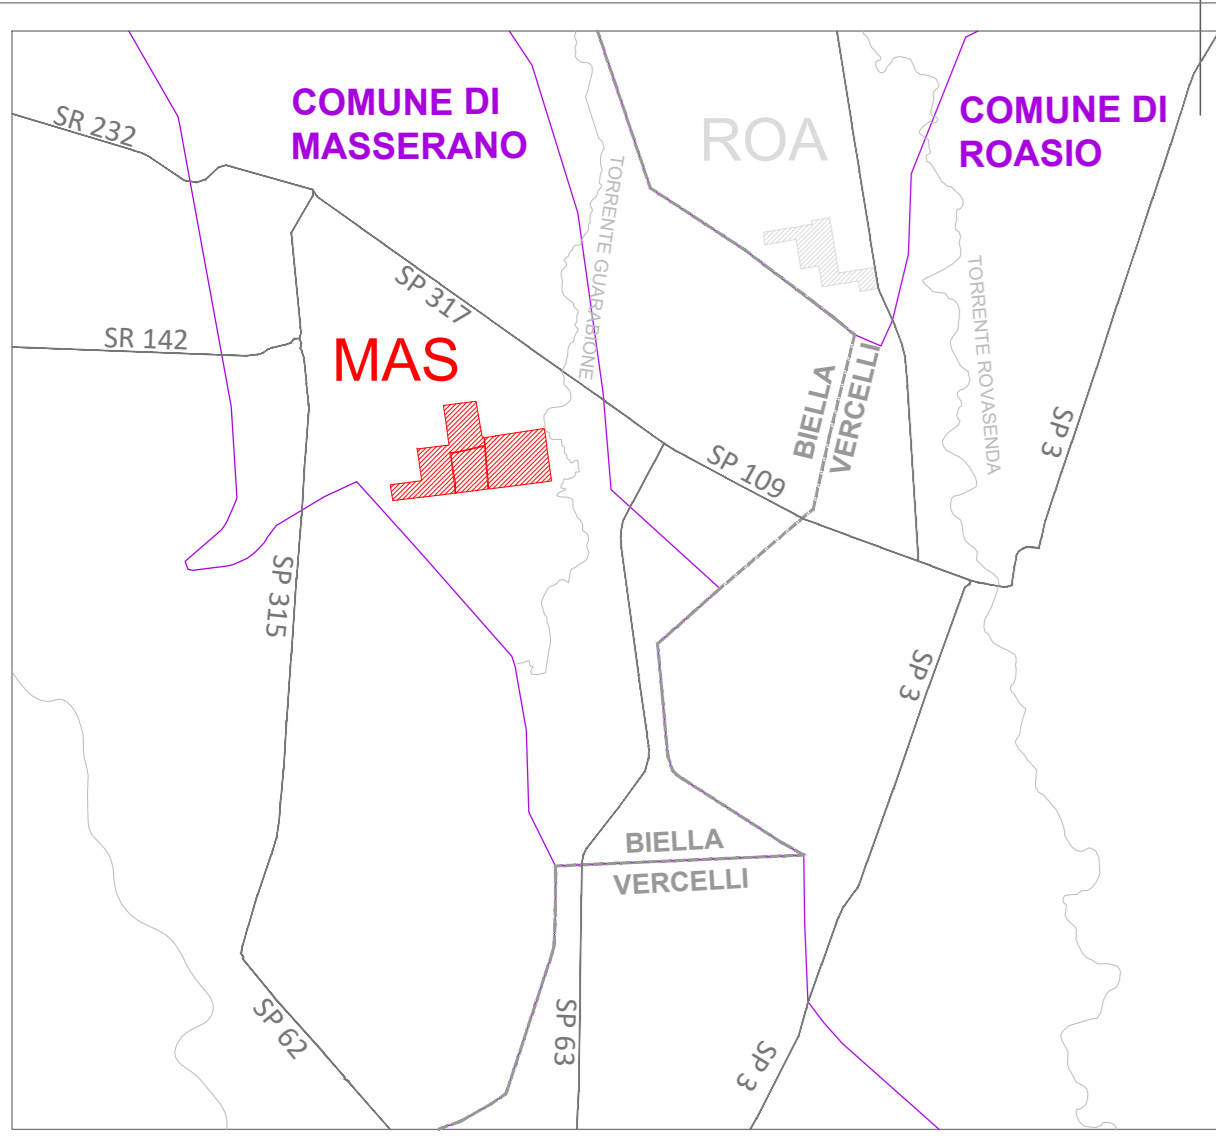 COMUNE DI
MASSERANO
ROA
COMUNE DI
ROASIO
SR 232
TORRENTE GUARABIONE
SP 317
TORRENTE ROVASENDA
SR 142
MAS
BIELLA
VERCELLI
SP 3
SP 109
SP 315
SP 3
BIELLA
VERCELLI
SP 62
SP 63
SP 3